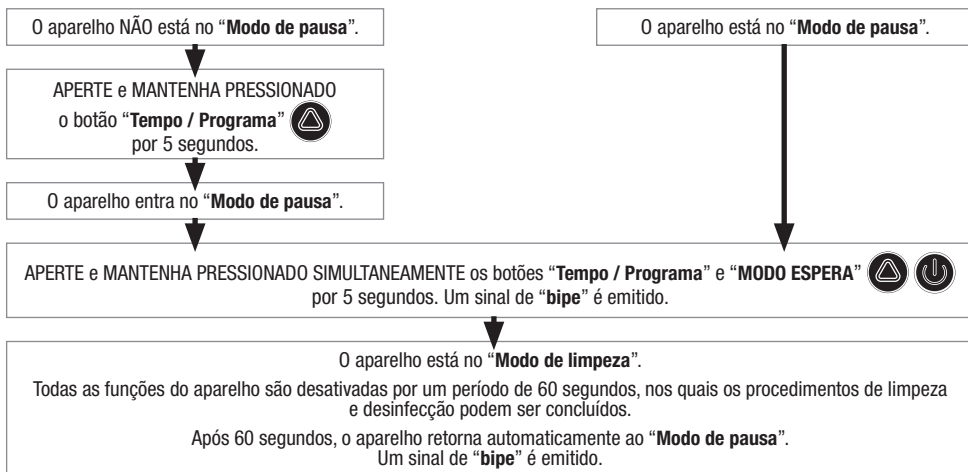 O aparelho NÃO está no “Modo de pausa”.
O aparelho está no “Modo de pausa”.
APERTE e MANTENHA PRESSIONADO
o botão “Tempo / Programa”
por 5 segundos.
O aparelho entra no “Modo de pausa”.
APERTE e MANTENHA PRESSIONADO SIMULTANEAMENTE os botões “Tempo / Programa” e “MODO ESPERA”
por 5 segundos. Um sinal de “bipe” é emitido.
O aparelho está no “Modo de limpeza”.
Todas as funções do aparelho são desativadas por um período de 60 segundos, nos quais os procedimentos de limpeza
e desinfecção podem ser concluídos.
Após 60 segundos, o aparelho retorna automaticamente ao “Modo de pausa”.
Um sinal de “bipe” é emitido.